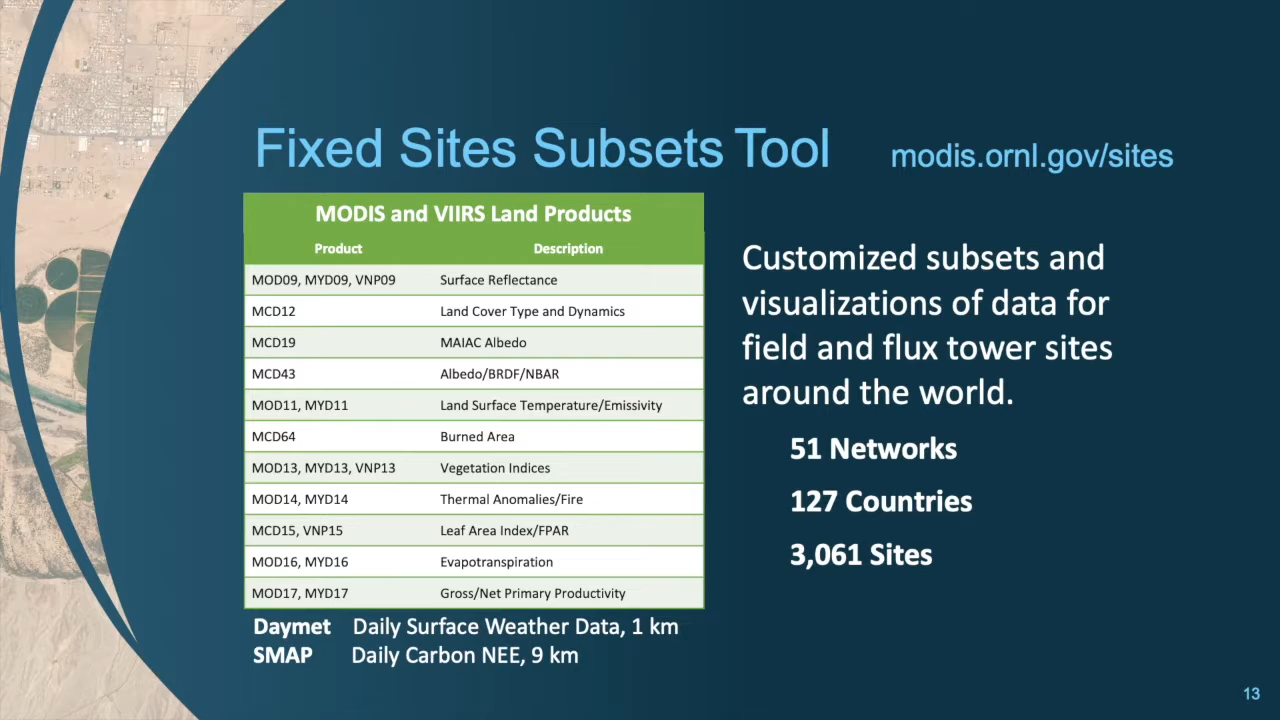 Fixed Sites Subsets Tool modis.ornl.gov/sites
MODIS and VIIRS Land Products
Product Description
MOD09, MYD09, VNP09 Surface Reflectance
MCD12 Land Cover Type and Dynamics
MCD19 MAIAC Albedo
MCD43 Albedo/BRDF/NBAR
MOD11, MYD11 Land Surface Temperature/Emissivity
MCD64 Burned Area
MOD13, MYD13, VNP13 Vegetation Indices
MOD14, MYD14 Thermal Anomalies/Fire
MCD15, VNP15 Leaf Area Index/FPAR
MOD16, MYD16 Evapotranspiration
MOD17, MYD17 Gross/Net Primary Productivity
Daymet Daily Surface Weather Data, 1 km
SMAP Daily Carbon NEE, 9 km
Customized subsets and
visualizations of data for
field and flux tower sites
around the world.
51 Networks
127 Countries
3,061 Sites
13